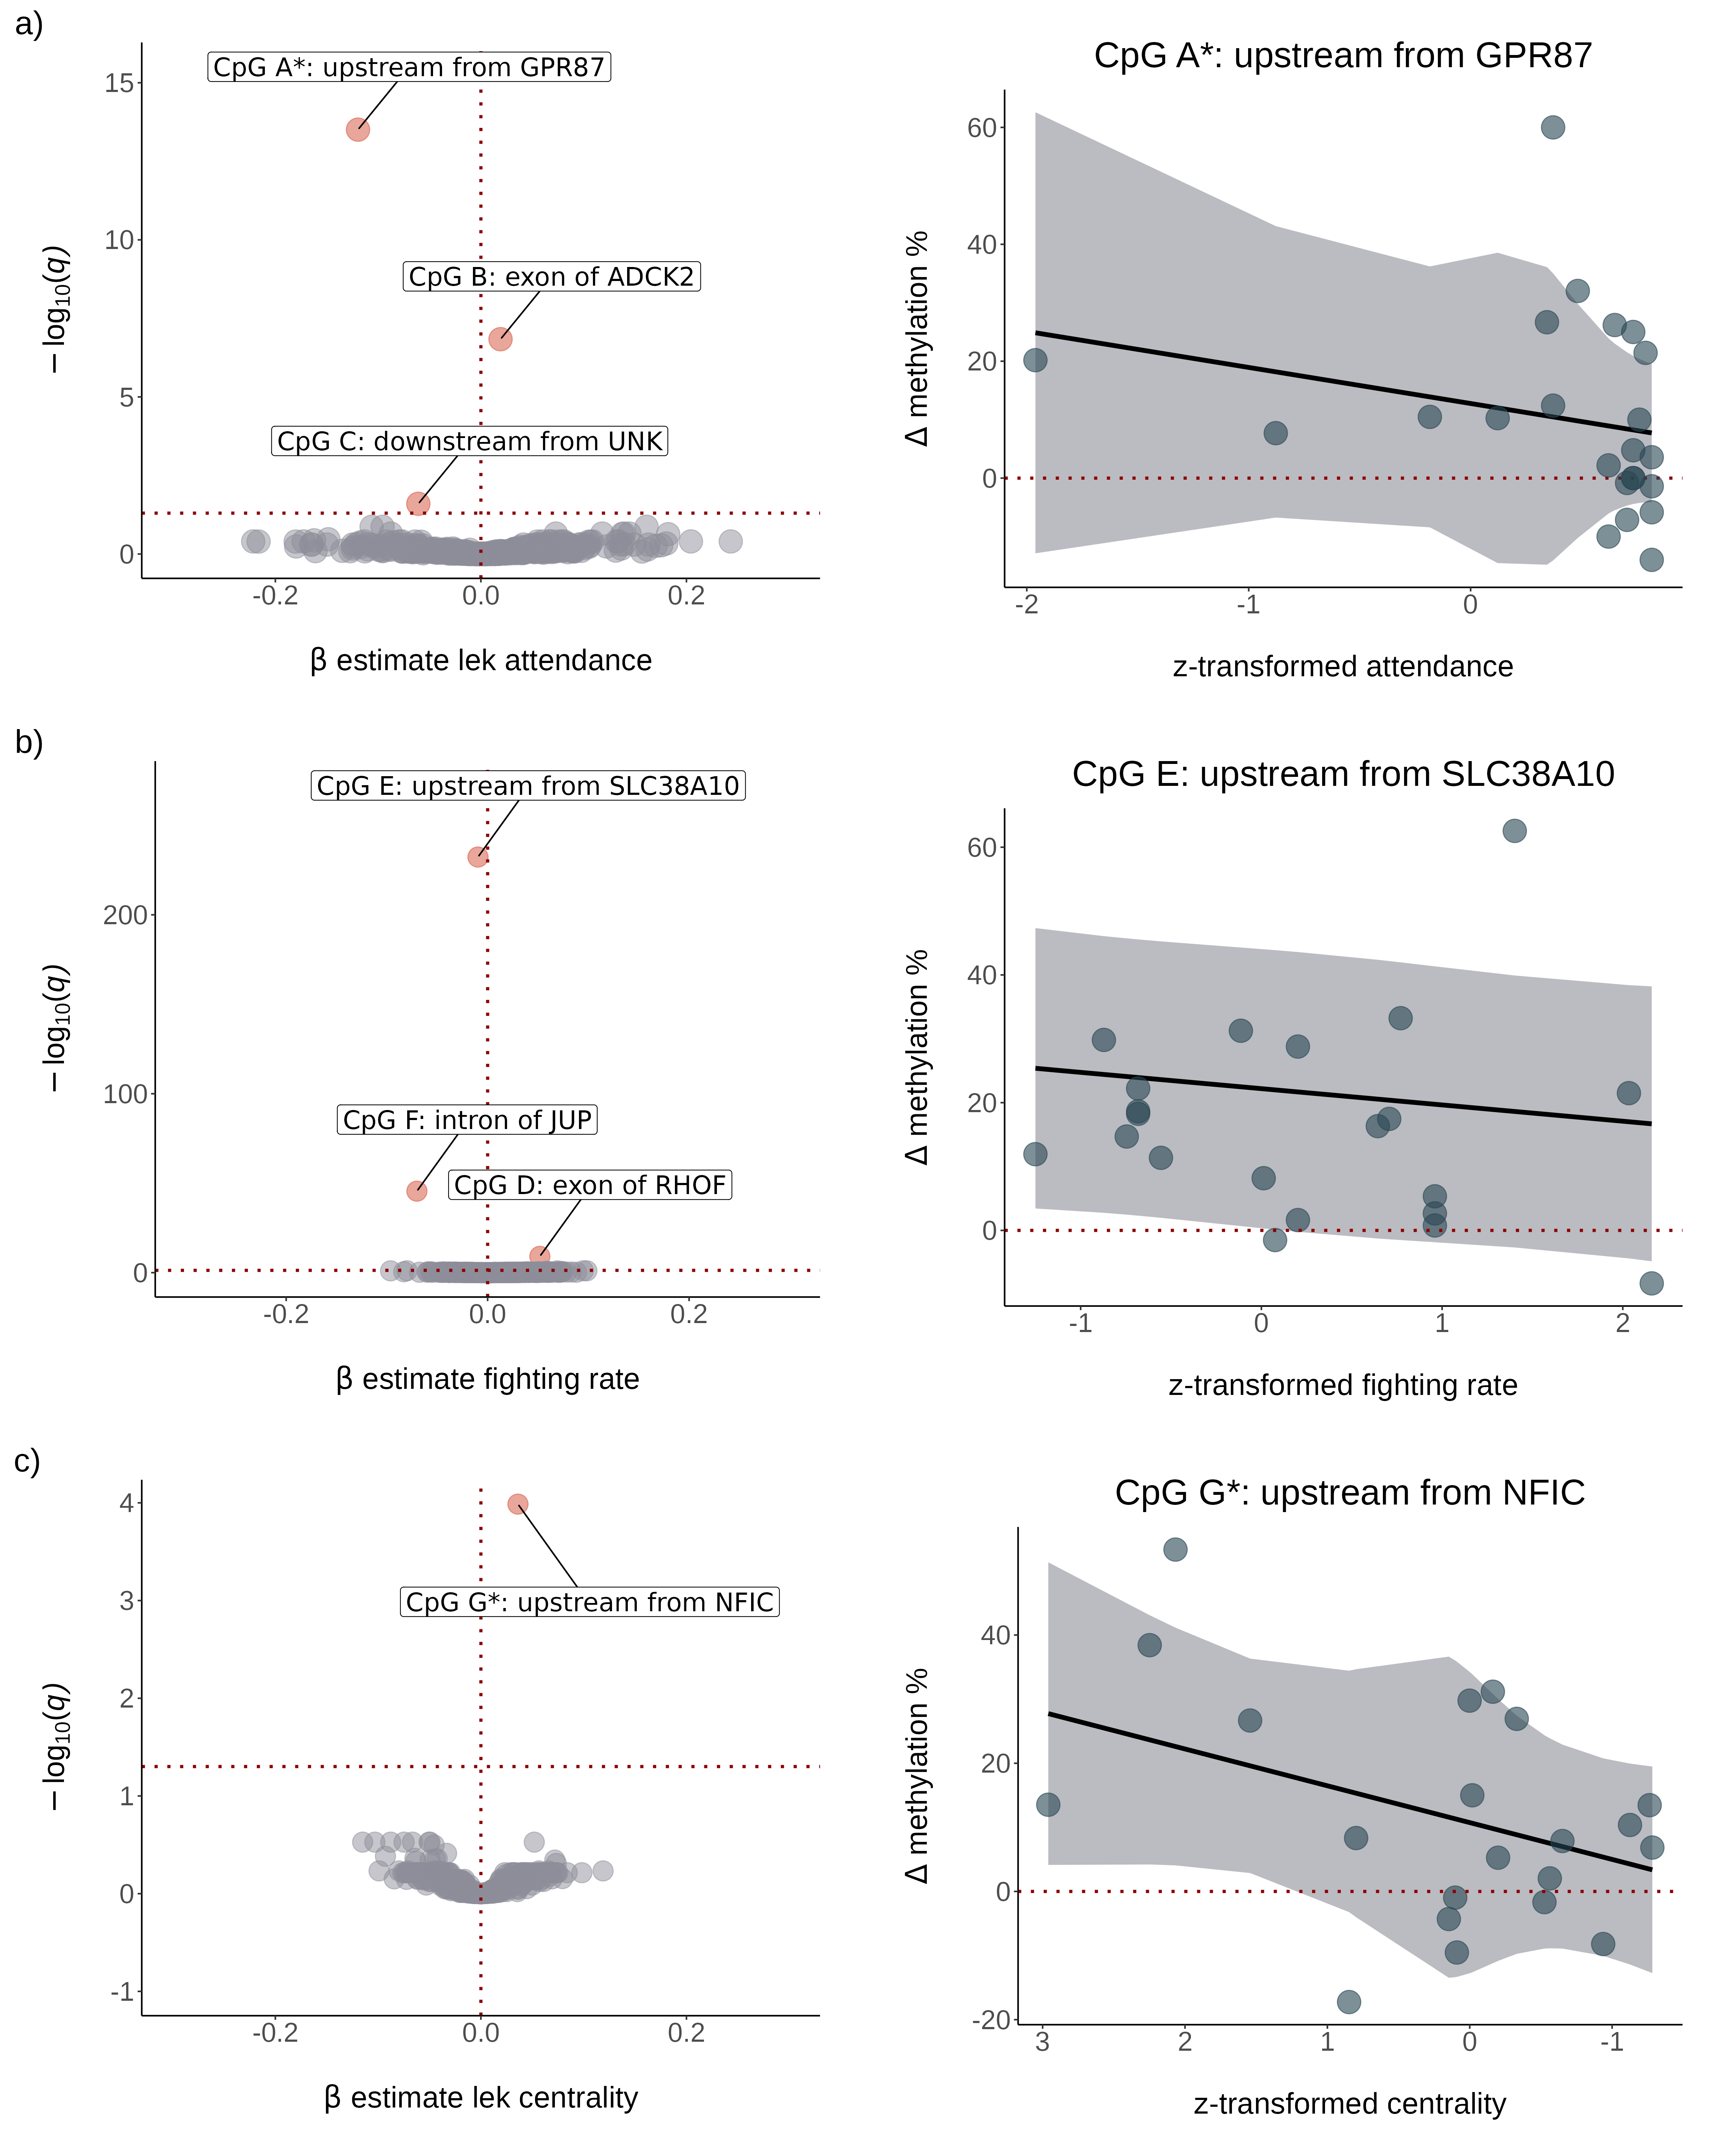 a)
CpG A*: upstream from GPR87
CpG B: exon of ADCK2
CpG C: downstream from UNK
− log10(q)
15
10
5
0
-0.2
0.0
0.2
β estimate lek attendance
CpG A*: upstream from GPR87
Δ methylation %
60
40
20
0
-2
-1
0
z-transformed attendance
b)
CpG E: upstream from SLC38A10
CpG F: intron of JUP
CpG D: exon of RHOF
− log10(q)
200
100
0
-0.2
0.0
0.2
β estimate fighting rate
CpG E: upstream from SLC38A10
Δ methylation %
60
40
20
0
-1
0
1
2
z-transformed fighting rate
c)
CpG G*: upstream from NFIC
− log10(q)
4
3
2
1
0
-1
-0.2
0.0
0.2
β estimate lek centrality
CpG G*: upstream from NFIC
Δ methylation %
40
20
0
-20
3
2
1
0
-1
z-transformed centrality